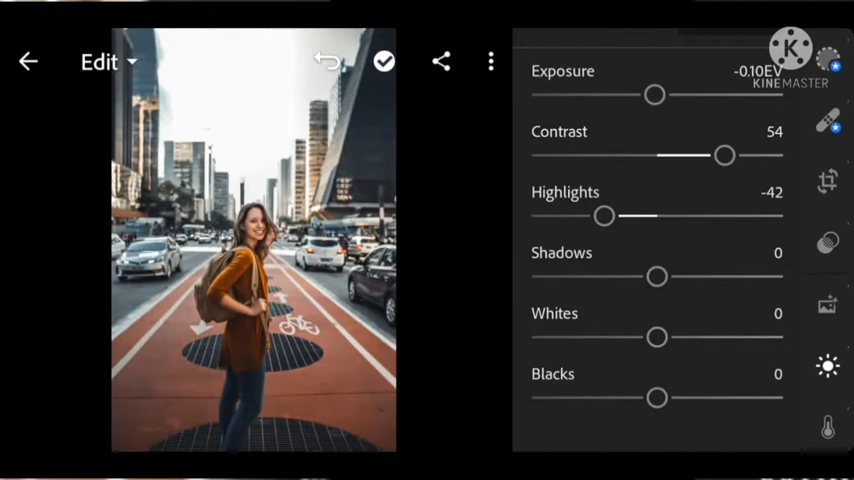 Edit
Exposure -0.10EV
KINEMASTER
Contrast 54
Highlights -42
Shadows 0
Whites 0
Blacks 0